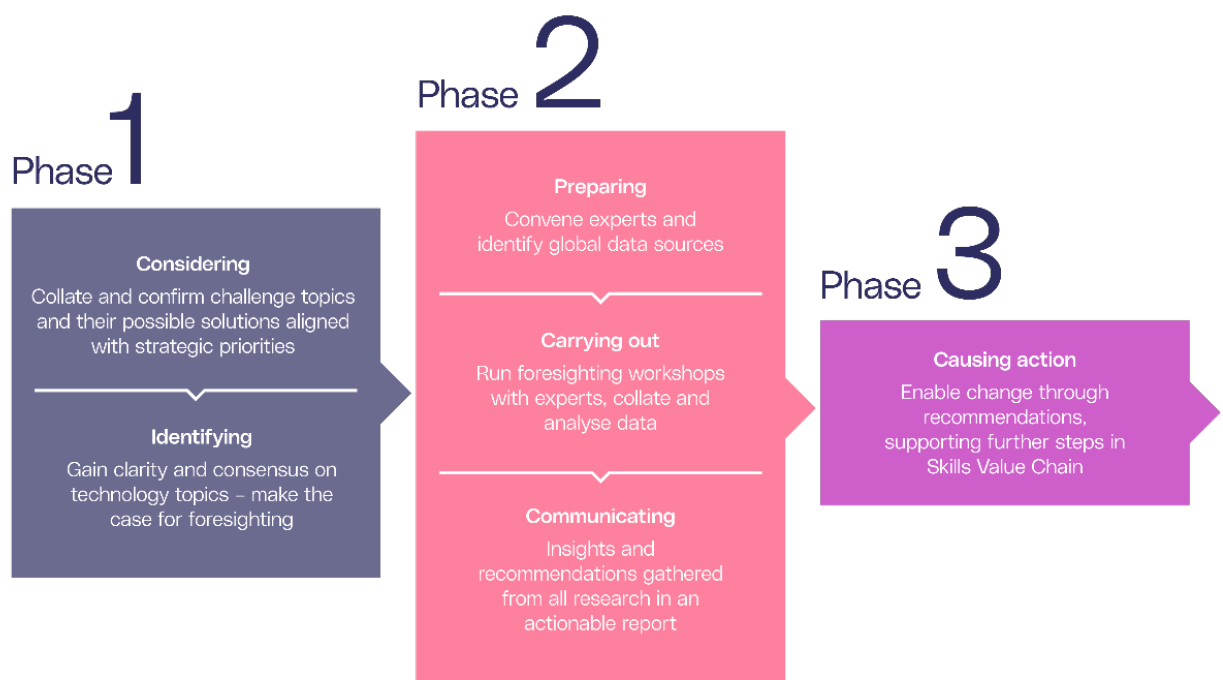 Phase 1
Considering
Collate and confirm challenge topics
and their possible solutions aligned
with strategic priorities
Identifying
Gain clarity and consensus on
technology topics – make the
case for foresighting
Phase 2
Preparing
Convene experts and
identify global data sources
Carrying out
Run foresighting workshops
with experts, collate and
analyse data
Communicating
Insights and
recommendations gathered
from all research in an
actionable report
Phase 3
Causing action
Enable change through
recommendations,
supporting further steps in
Skills Value Chain